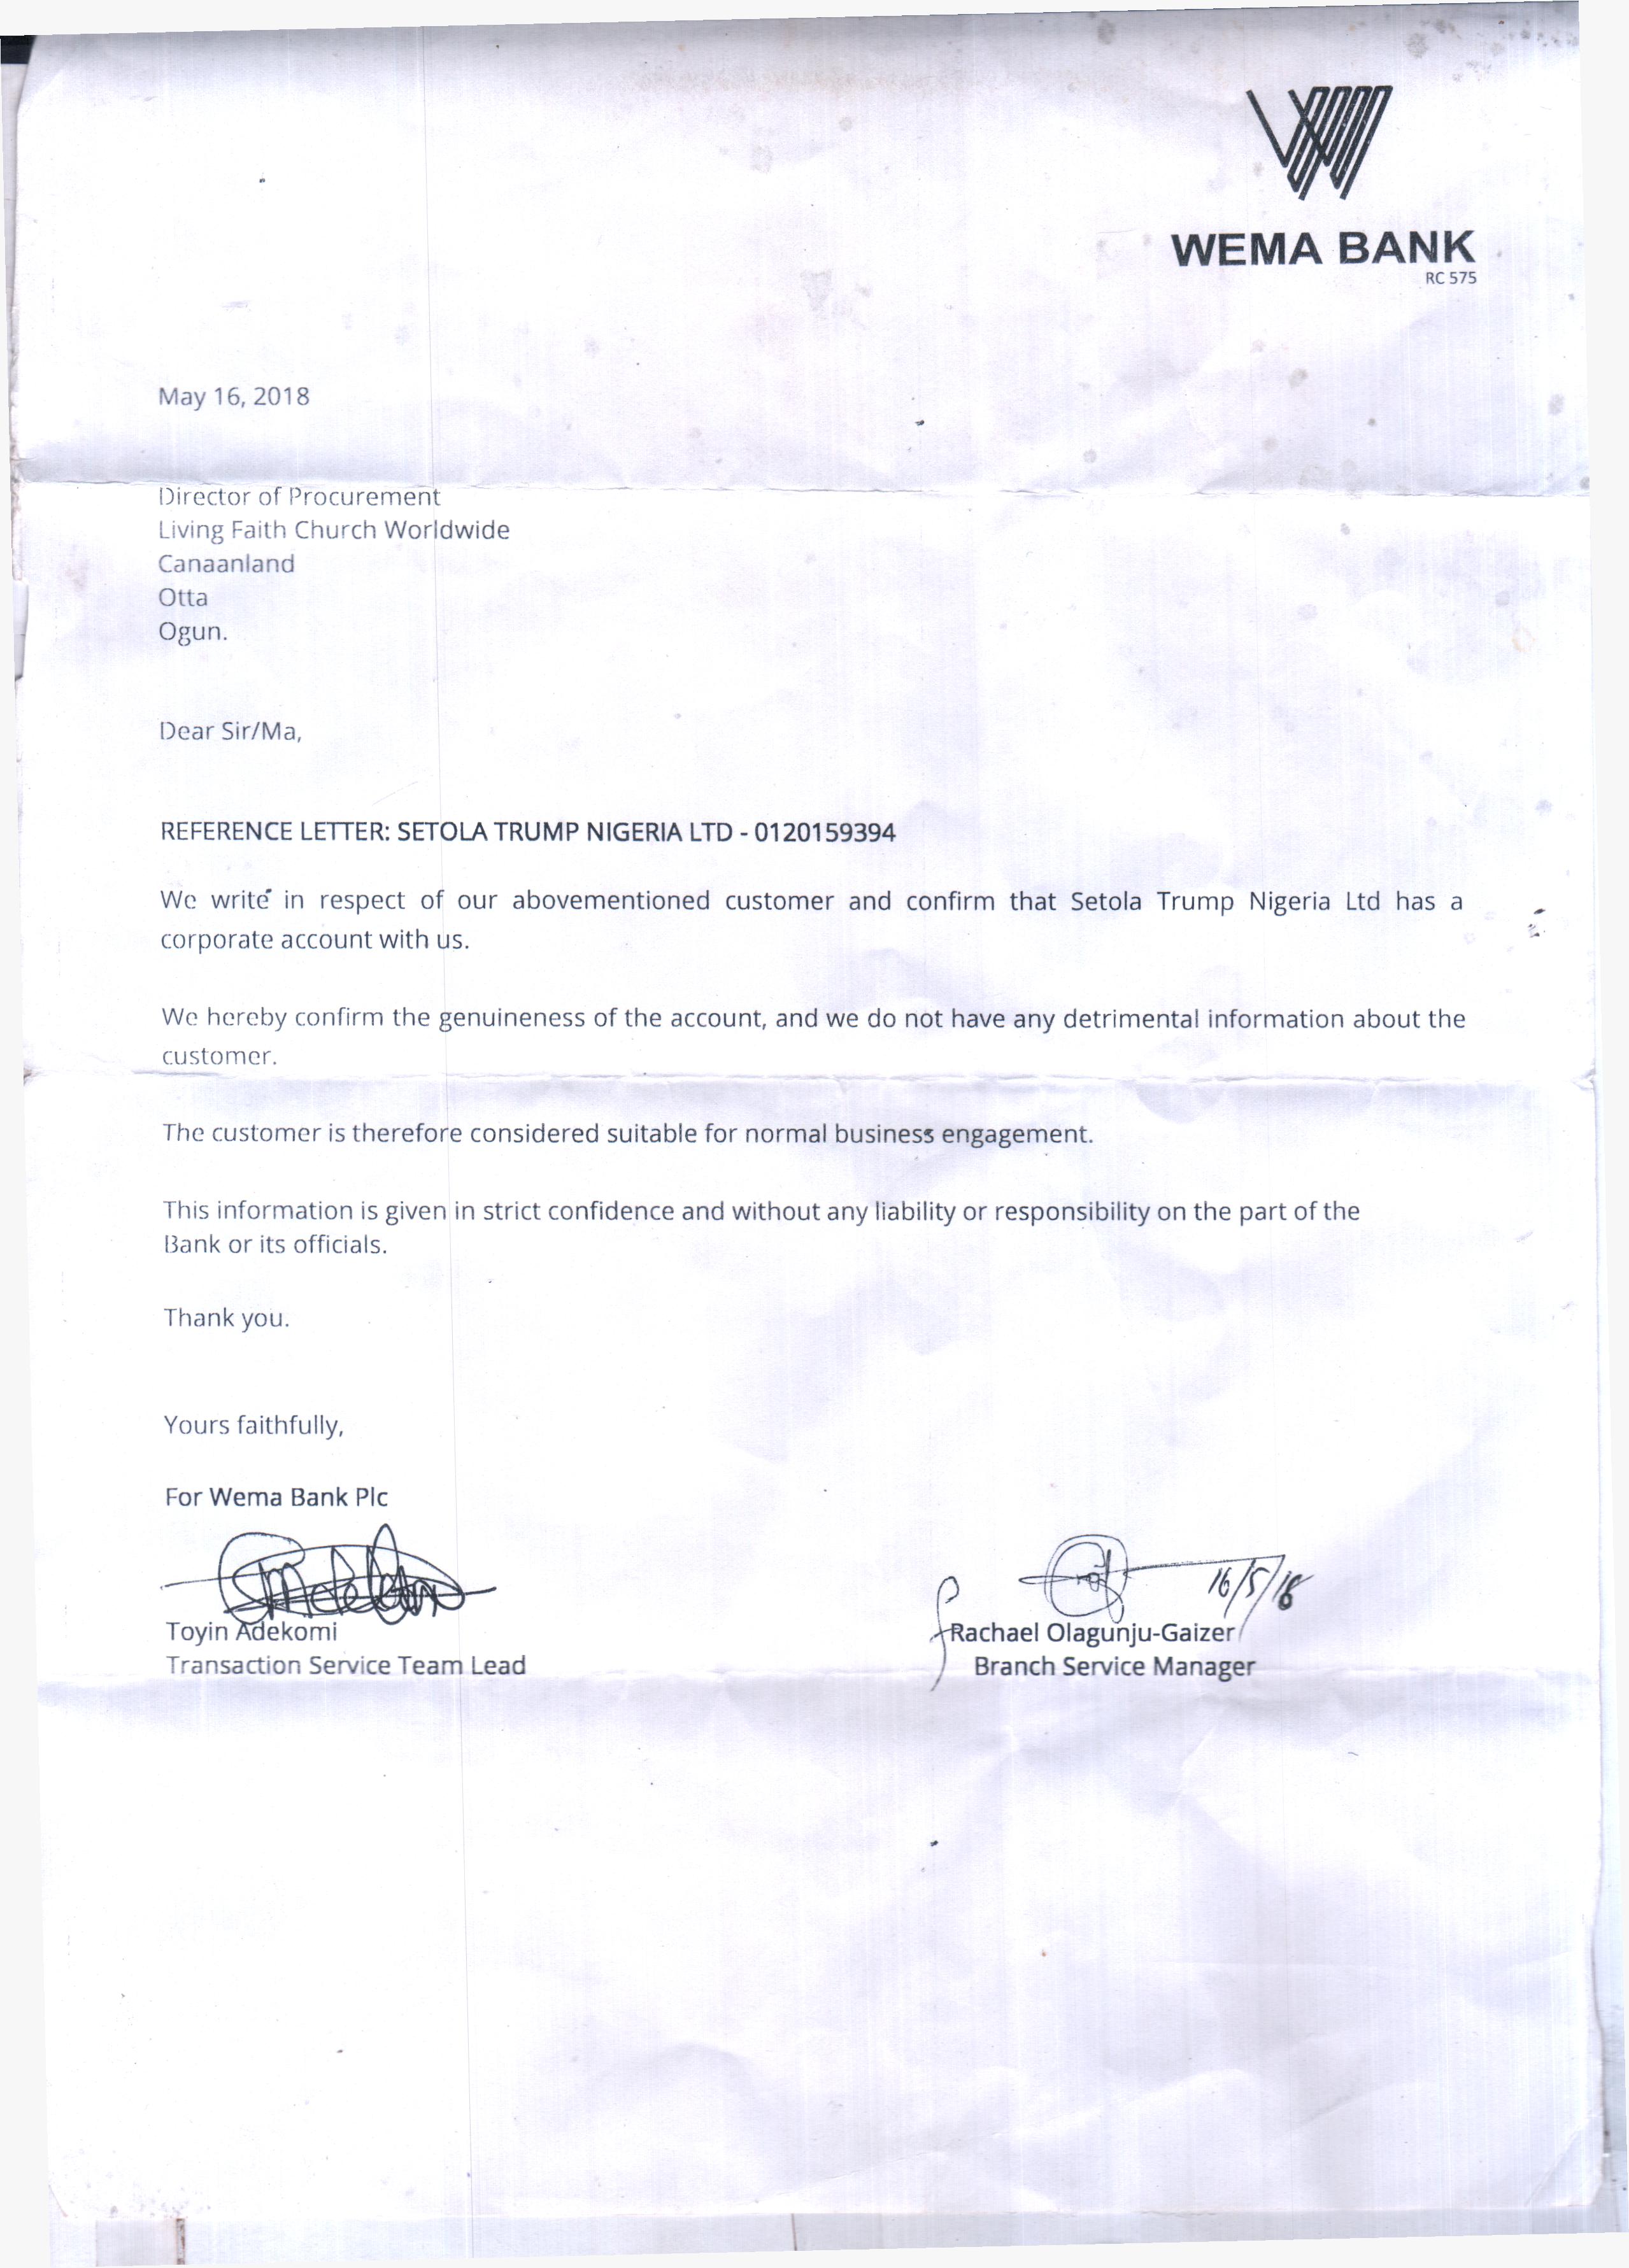 WEMA BANK
RC 575
May 16, 2018
Director of Procurement
Living Faith Church Worldwide
Canaanland
Otta
Ogun.
Dear Sir/Ma,
REFERENCE LETTER: SETOLA TRUMP NIGERIA LTD - 0120159394
We write in respect of our abovementioned customer and confirm that Setola Trump Nigeria Ltd has a
corporate account with us.
We hereby confirm the genuineness of the account, and we do not have any detrimental information about the
customer.
The customer is therefore considered suitable for normal business engagement.
This information is given in strict confidence and without any liability or responsibility on the part of the
Bank or its officials.
Thank you.
Yours faithfully,
For Wema Bank Plc
16/5/18
Toyin Adekomi
Rachael Olagunju-Gaizer
Transaction Service Team Lead
Branch Service Manager